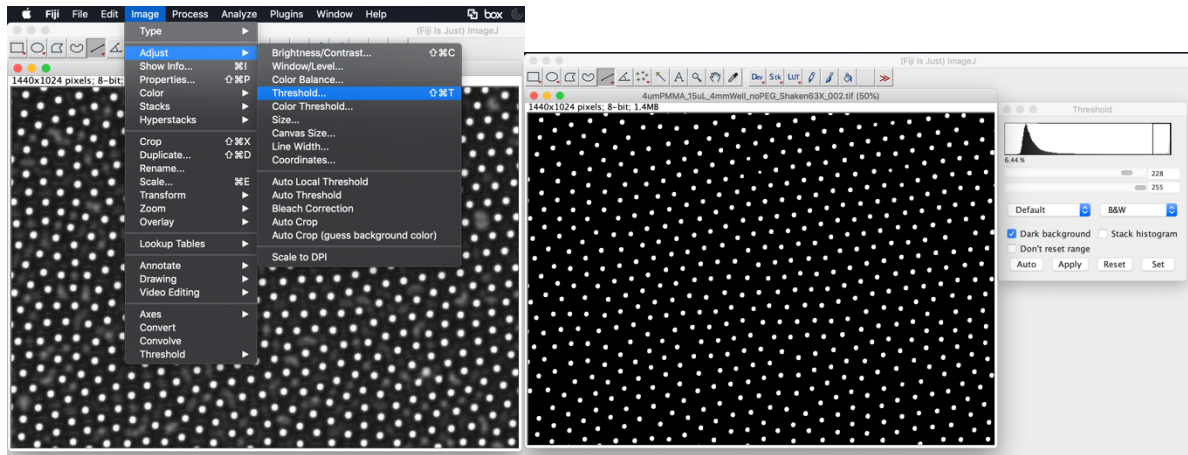 Fiji File Edit Image Process Analyze Plugins Window Help box
(Fiji Is Just) ImageJ
1440x1024 pixels; 8-bit;
Type
Adjust
Show Info... ⌘I
Properties... ⇧⌘P
Color
Stacks
Hyperstacks
Crop ⇧⌘X
Duplicate... ⇧⌘D
Rename...
Scale... ⌘E
Transform
Zoom
Overlay
Lookup Tables
Annotate
Drawing
Video Editing
Axes
Convert
Convolve
Threshold
Brightness/Contrast... ⇧⌘C
Window/Level...
Color Balance...
Threshold... ⇧⌘T
Color Threshold...
Size...
Canvas Size...
Line Width...
Coordinates...
Auto Local Threshold
Auto Threshold
Bleach Correction
Auto Crop
Auto Crop (guess background color)
Scale to DPI
(Fiji Is Just) ImageJ
A Dev Stk LUT
4umPMMA_15uL_4mmWell_noPEG_Shaken63X_002.tif (50%)
1440x1024 pixels; 8-bit; 1.4MB
Threshold
6.44 %
228
255
Default B&W
Dark background Stack histogram
Don't reset range
Auto Apply Reset Set